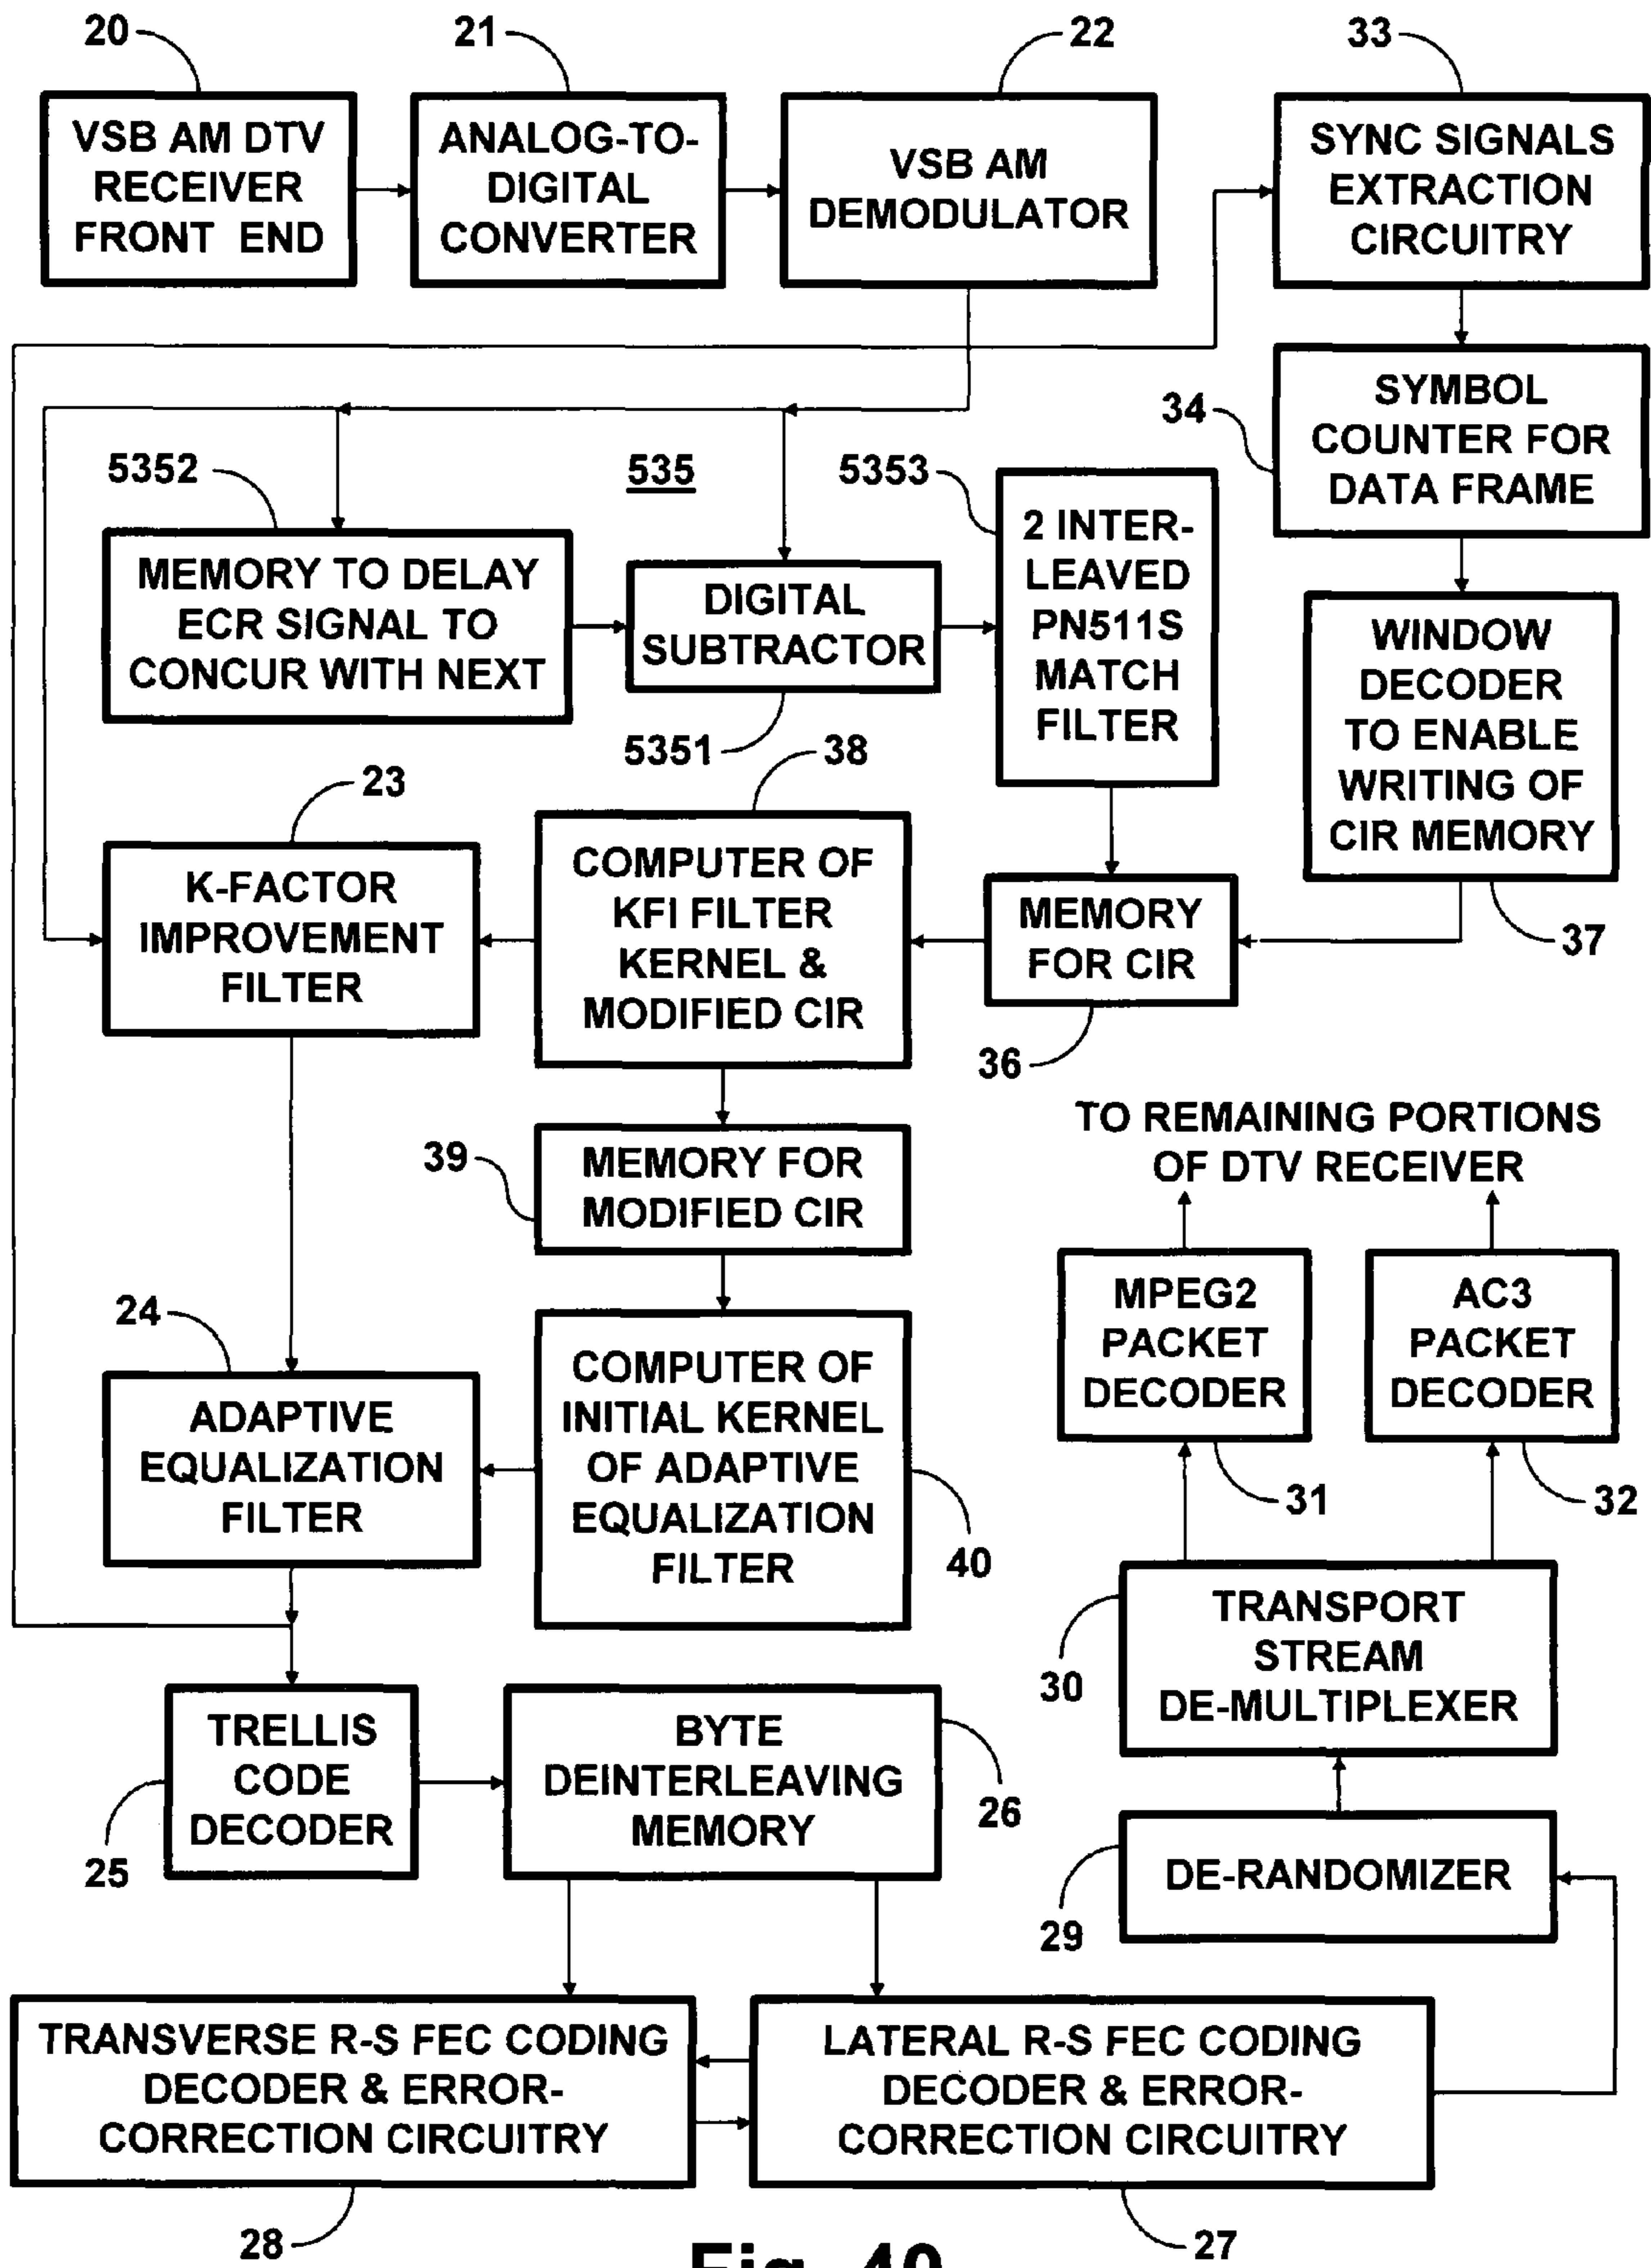 20
21
22
33
VSB AM DTV
RECEIVER
FRONT END
ANALOG-TO-
DIGITAL
CONVERTER
VSB AM
DEMODULATOR
SYNC SIGNALS
EXTRACTION
CIRCUITRY
34
SYMBOL
COUNTER FOR
DATA FRAME
5352
535
5353
MEMORY TO DELAY
ECR SIGNAL TO
CONCUR WITH NEXT
DIGITAL
SUBTRACTOR
5351
2 INTER-
LEAVED
PN511S
MATCH
FILTER
WINDOW
DECODER
TO ENABLE
WRITING OF
CIR MEMORY
37
23
38
K-FACTOR
IMPROVEMENT
FILTER
COMPUTER OF
KFI FILTER
KERNEL &
MODIFIED CIR
MEMORY
FOR CIR
36
39
MEMORY FOR
MODIFIED CIR
TO REMAINING PORTIONS
OF DTV RECEIVER
MPEG2
PACKET
DECODER
31
AC3
PACKET
DECODER
32
24
ADAPTIVE
EQUALIZATION
FILTER
COMPUTER OF
INITIAL KERNEL
OF ADAPTIVE
EQUALIZATION
FILTER
40
30
TRANSPORT
STREAM
DE-MULTIPLEXER
TRELLIS
CODE
DECODER
25
BYTE
DEINTERLEAVING
MEMORY
26
DE-RANDOMIZER
29
TRANSVERSE R-S FEC CODING
DECODER & ERROR-
CORRECTION CIRCUITRY
28
LATERAL R-S FEC CODING
DECODER & ERROR-
CORRECTION CIRCUITRY
27
Fig. 40